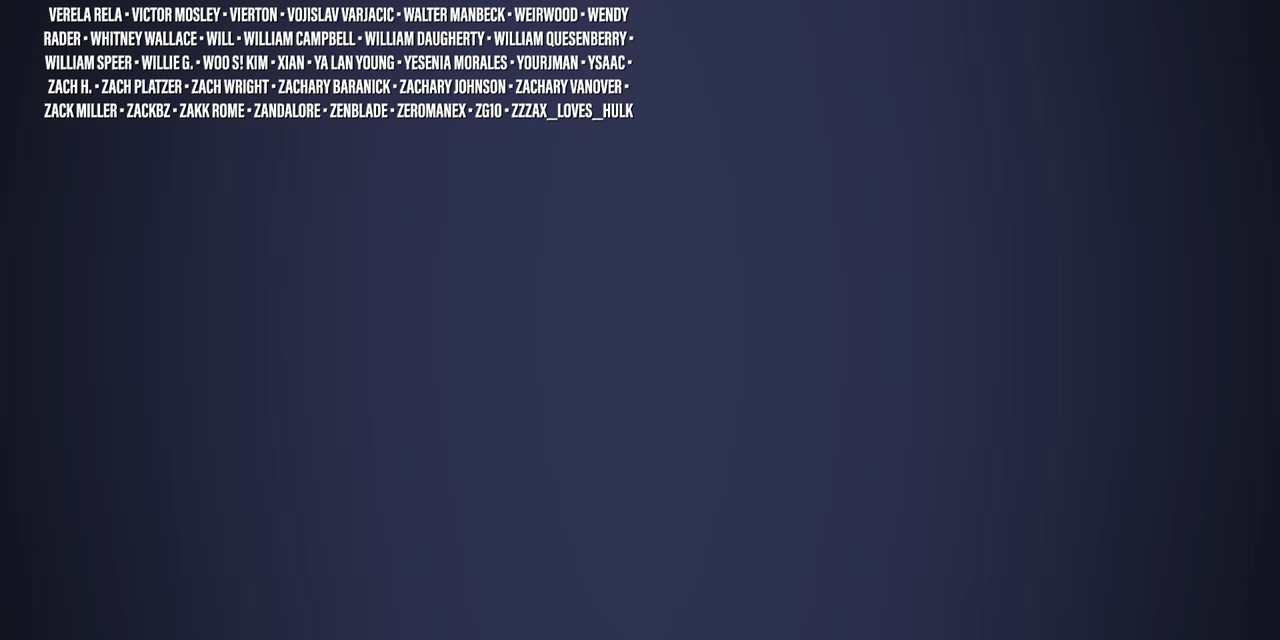 VERELA RELA • VICTOR MOSLEY • VIERTON • VOJISLAV VARJACIC • WALTER MANBECK • WEIRWOOD • WENDY
RADER • WHITNEY WALLACE • WILL • WILLIAM CAMPBELL • WILLIAM DAUGHERTY • WILLIAM QUESENBERRY •
WILLIAM SPEER • WILLIE G. • WOO S! KIM • XIAN • YA LAN YOUNG • YESENIA MORALES • YOURJMAN • YSAAC •
ZACH H. • ZACH PLATZER • ZACH WRIGHT • ZACHARY BARANICK • ZACHARY JOHNSON • ZACHARY VANOVER •
ZACK MILLER • ZACKBZ • ZAKK ROME • ZANDALORE • ZENBLADE • ZEROMANEX • ZG10 • ZZZAX_LOVES_HULK